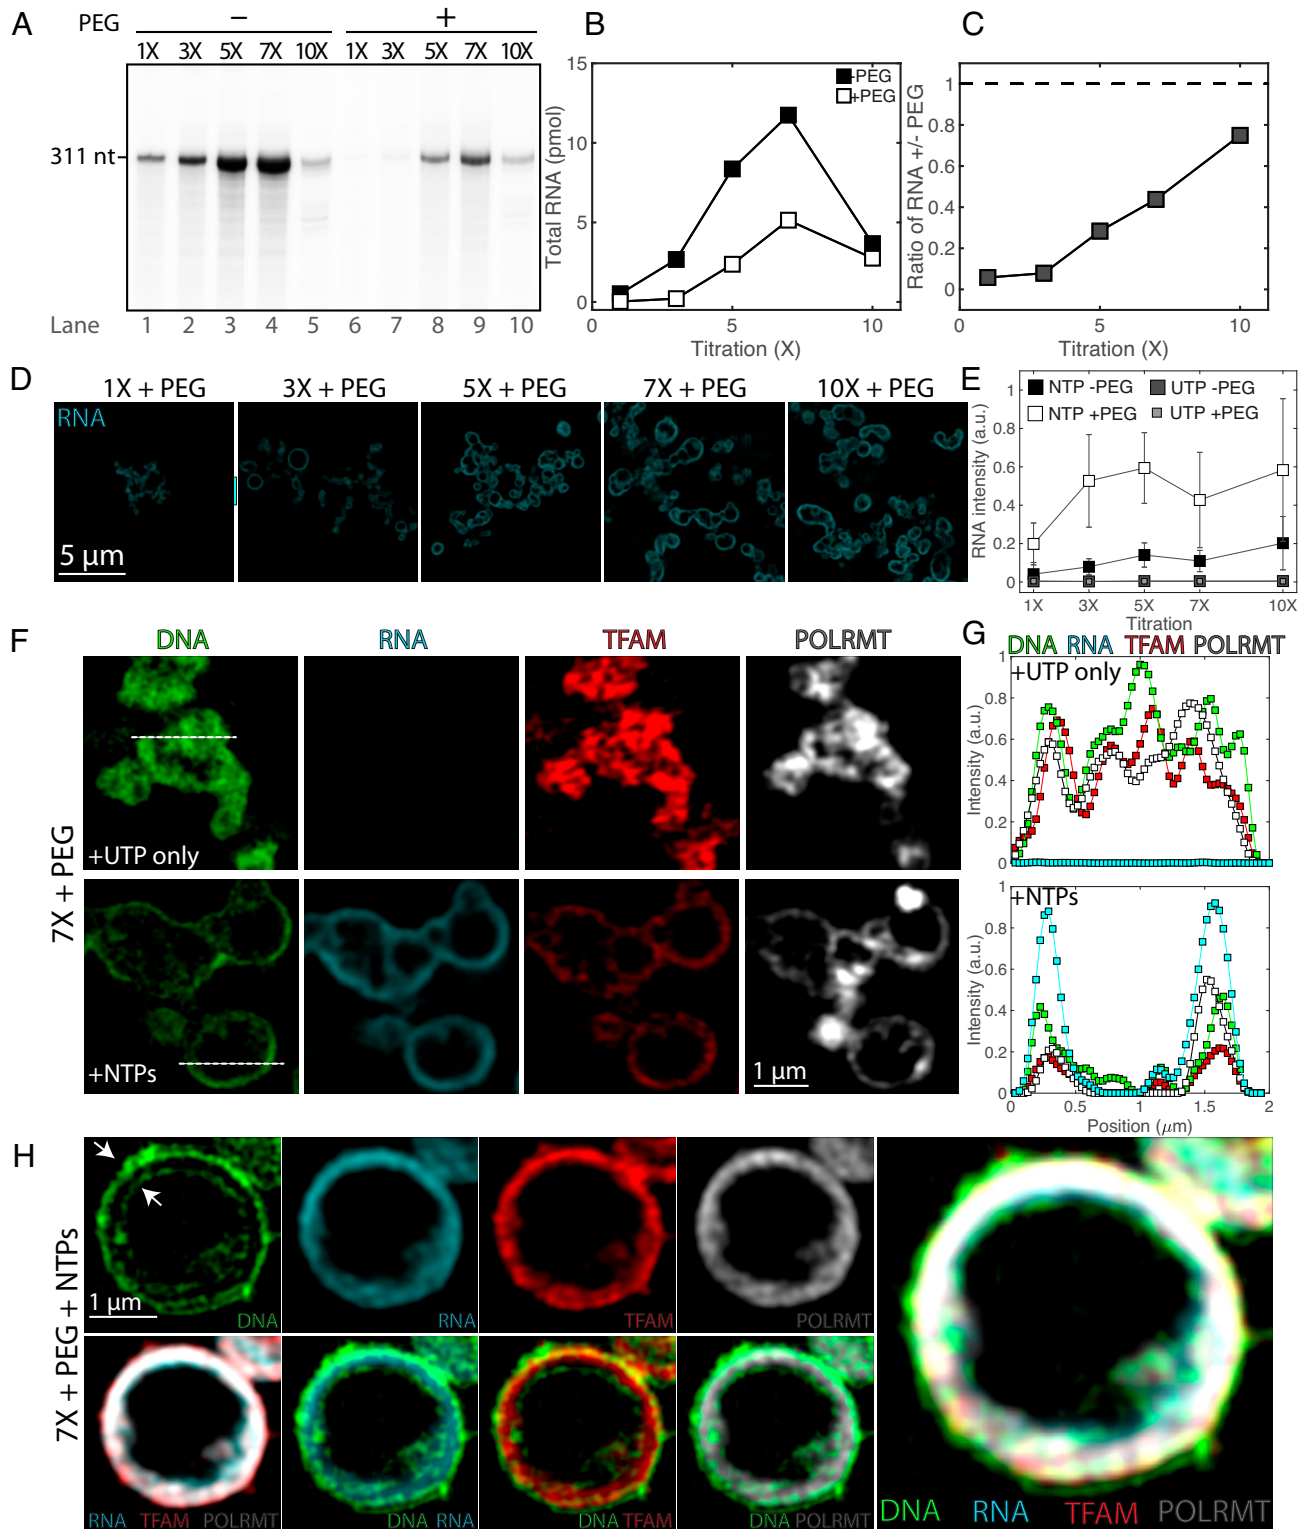 A
PEG
−
+
1X 3X 5X 7X 10X 1X 3X 5X 7X 10X
311 nt
Lane
1 2 3 4 5 6 7 8 9 10
B
15
10
5
0
Total RNA (pmol)
-PEG
+PEG
0 5 10
Titration (X)
C
1
0.8
0.6
0.4
0.2
0
Ratio of RNA +/- PEG
0 5 10
Titration (X)
D
1X + PEG 3X + PEG 5X + PEG 7X + PEG 10X + PEG
RNA
5 µm
E
1
0.8
0.6
0.4
0.2
0
RNA intensity (a.u.)
NTP -PEG UTP -PEG
NTP +PEG UTP +PEG
1X 3X 5X 7X 10X
Titration
F
DNA RNA TFAM POLRMT
7X + PEG
+UTP only
+NTPs
1 µm
G
DNA RNA TFAM POLRMT
+UTP only
1
0.8
0.6
0.4
0.2
0
Intensity (a.u.)
+NTPs
1
0.8
0.6
0.4
0.2
0
Intensity (a.u.)
0 0.5 1 1.5 2
Position (µm)
H
7X + PEG + NTPs
1 µm
DNA
RNA
TFAM
POLRMT
RNA TFAM POLRMT
DNA RNA
DNA TFAM
DNA POLRMT
DNA RNA TFAM POLRMT